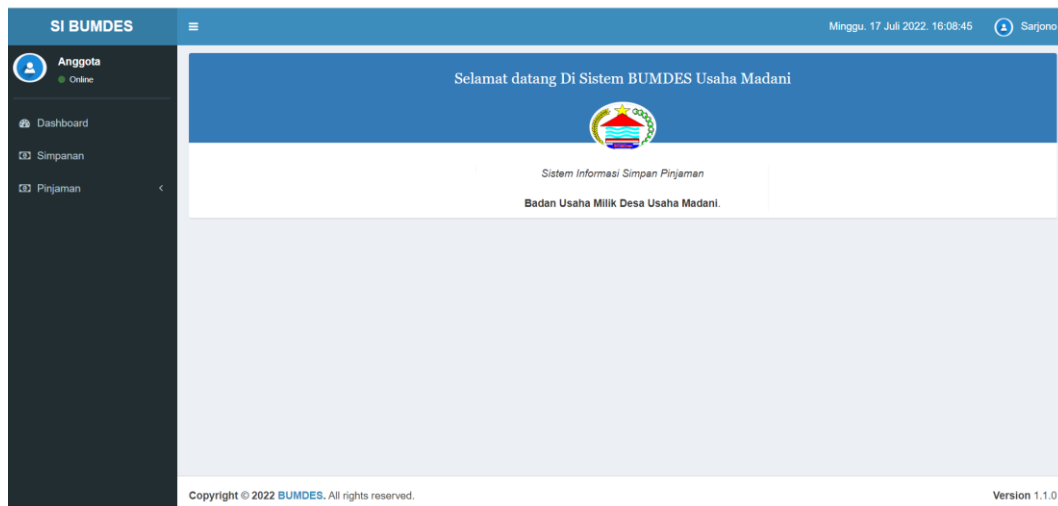 SI BUMDES
Minggu. 17 Juli 2022. 16:08:45
Sarjono
Anggota
Online
Dashboard
Simpanan
Pinjaman
Selamat datang Di Sistem BUMDES Usaha Madani
Sistem Informasi Simpan Pinjaman
Badan Usaha Milik Desa Usaha Madani.
Copyright © 2022 BUMDES. All rights reserved.
Version 1.1.0